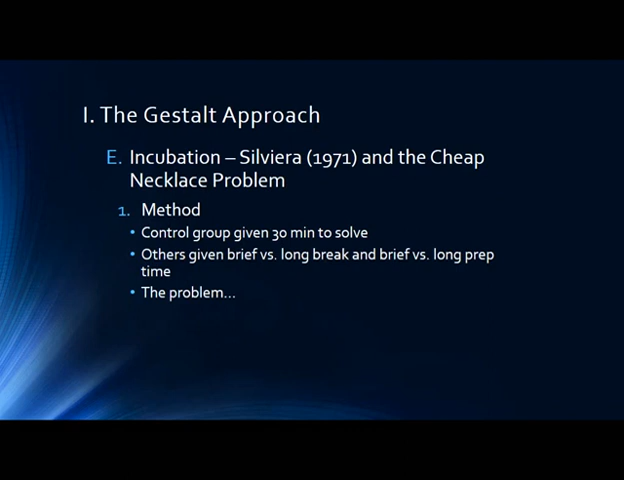 I. The Gestalt Approach
E. Incubation – Silviera (1971) and the Cheap
Necklace Problem
1. Method
• Control group given 30 min to solve
• Others given brief vs. long break and brief vs. long prep
time
• The problem…